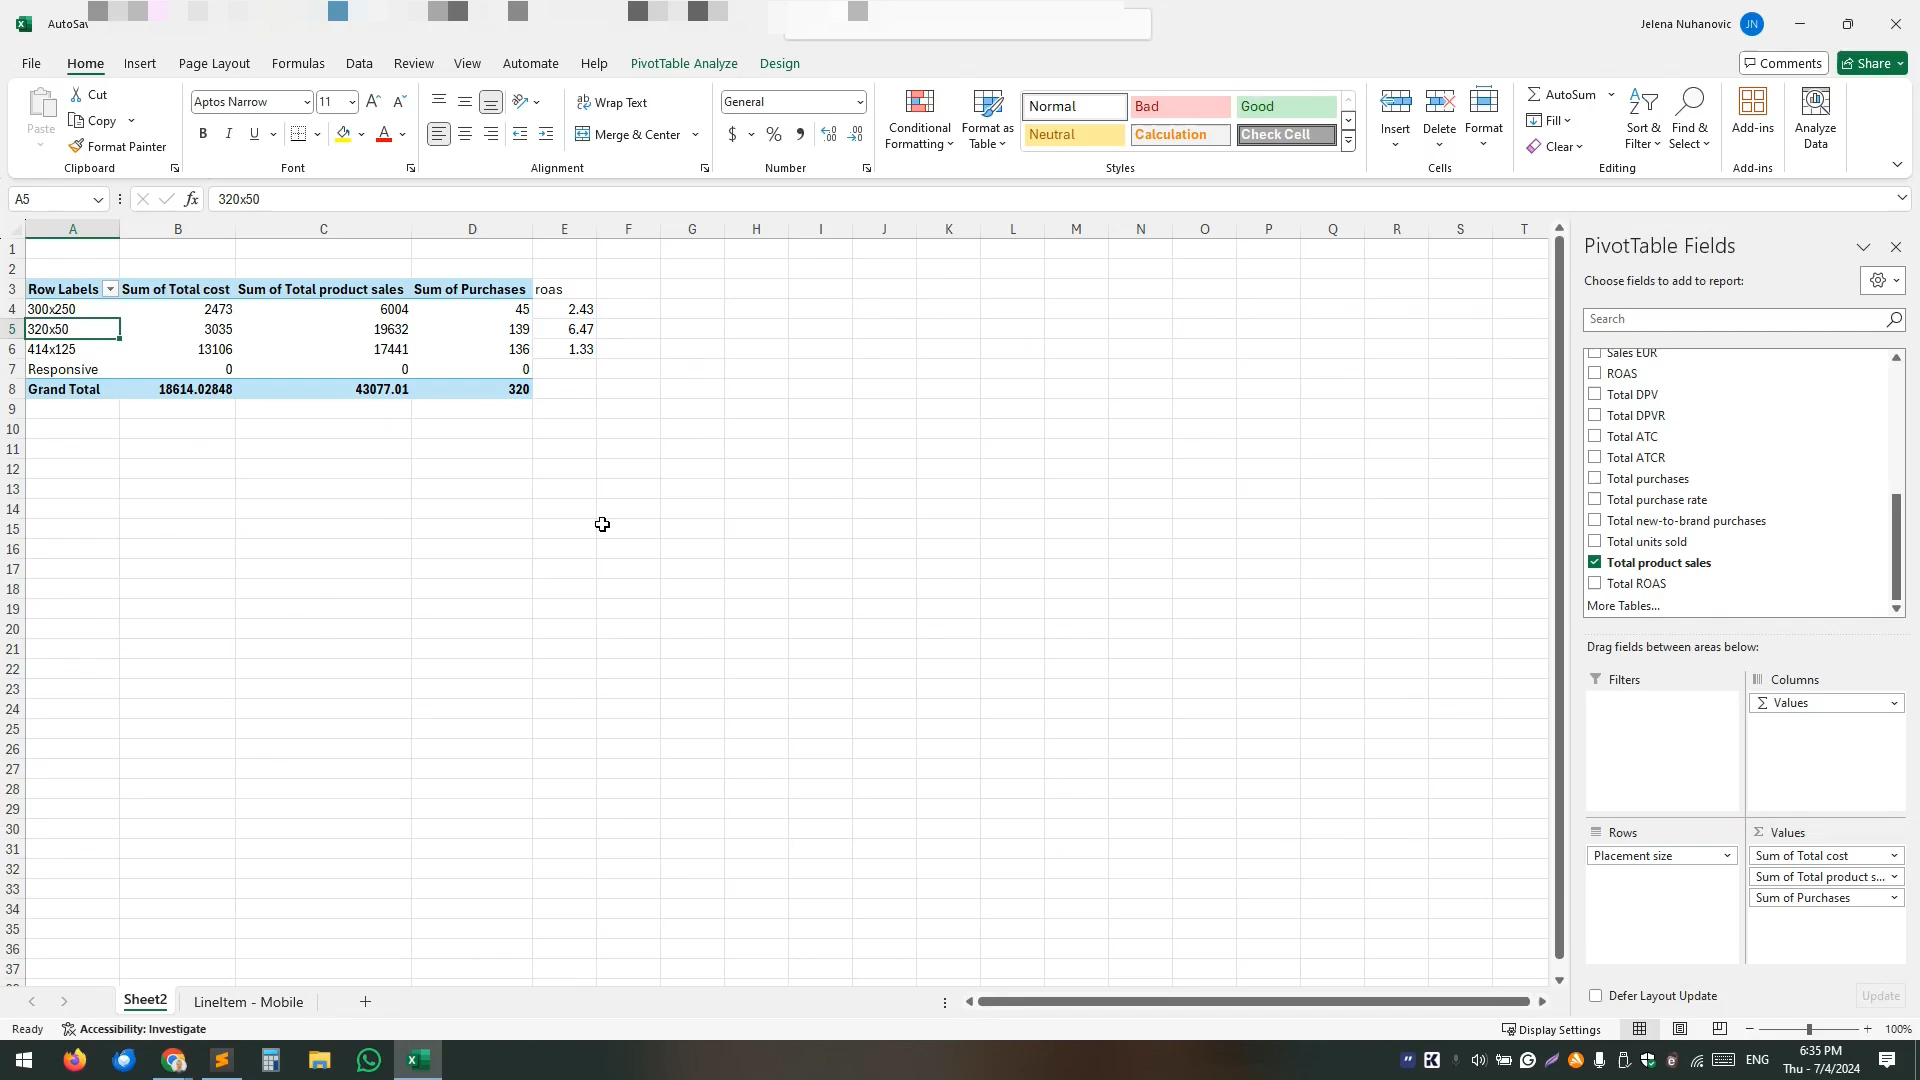 AutoSav
Jelena Nuhanovic JN
File Home Insert Page Layout Formulas Data Review View Automate Help PivotTable Analyze Design Comments Share
Paste
Cut
Copy
Format Painter
Clipboard
Aptos Narrow 11
B I U
Font
Wrap Text
Merge & Center
Alignment
General
$ % 9
Number
Conditional Formatting
Format as Table
Normal Bad Good
Neutral Calculation Check Cell
Styles
Insert Delete Format
Cells
AutoSum
Fill
Clear
Sort & Filter
Find & Select
Editing
Add-ins
Add-ins
Analyze Data
A5 fx 320x50
A B C D E F G H I J K L M N O P Q R S T
1
2
3 Row Labels Sum of Total cost Sum of Total product sales Sum of Purchases roas
4 300x250 2473 6004 45 2.43
5 320x50 3035 19632 139 6.47
6 414x125 13106 17441 136 1.33
7 Responsive 0 0 0
8 Grand Total 18614.02848 43077.01 320
9
10
11
12
13
14
15
16
17
18
19
20
21
22
23
24
25
26
27
28
29
30
31
32
33
34
35
36
37
PivotTable Fields
Choose fields to add to report:
Search
Sales EUR
ROAS
Total DPV
Total DPVR
Total ATC
Total ATCR
Total purchases
Total purchase rate
Total new-to-brand purchases
Total units sold
Total product sales
Total ROAS
More Tables...
Drag fields between areas below:
Filters
Columns
Σ Values
Rows
Placement size
Σ Values
Sum of Total cost
Sum of Total product s...
Sum of Purchases
Defer Layout Update Update
Sheet2 LineItem - Mobile
Ready Accessibility: Investigate Display Settings 100%
ENG
6:35 PM
Thu - 7/4/2024